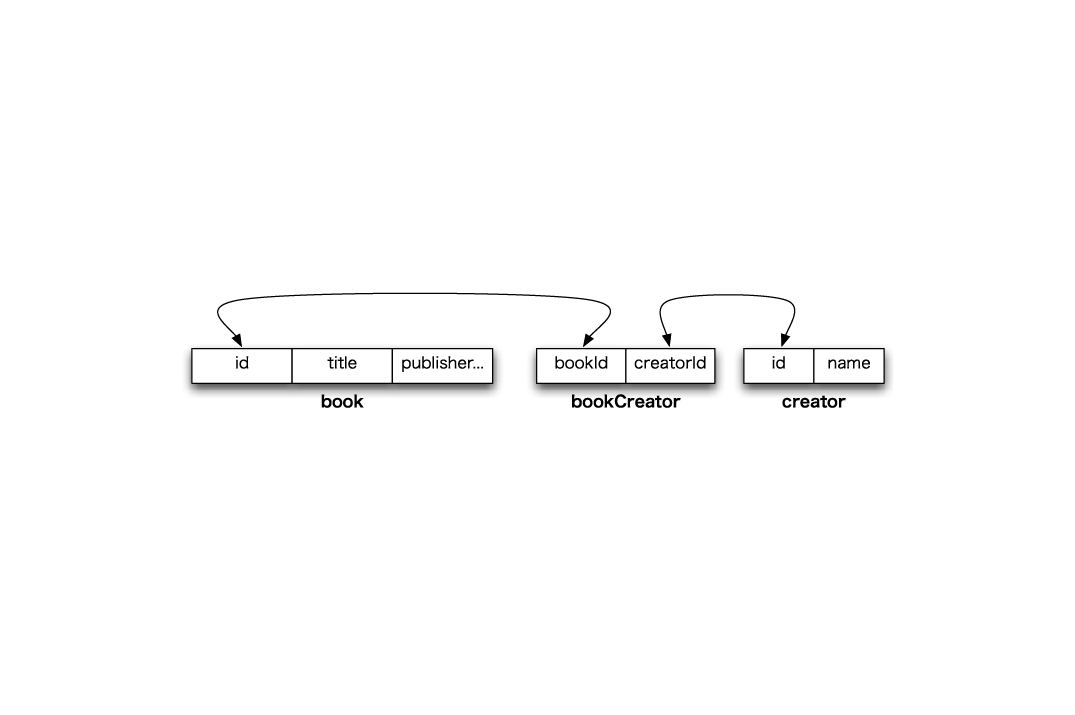 id title publisher...
book
bookId creatorId
bookCreator
id name
creator